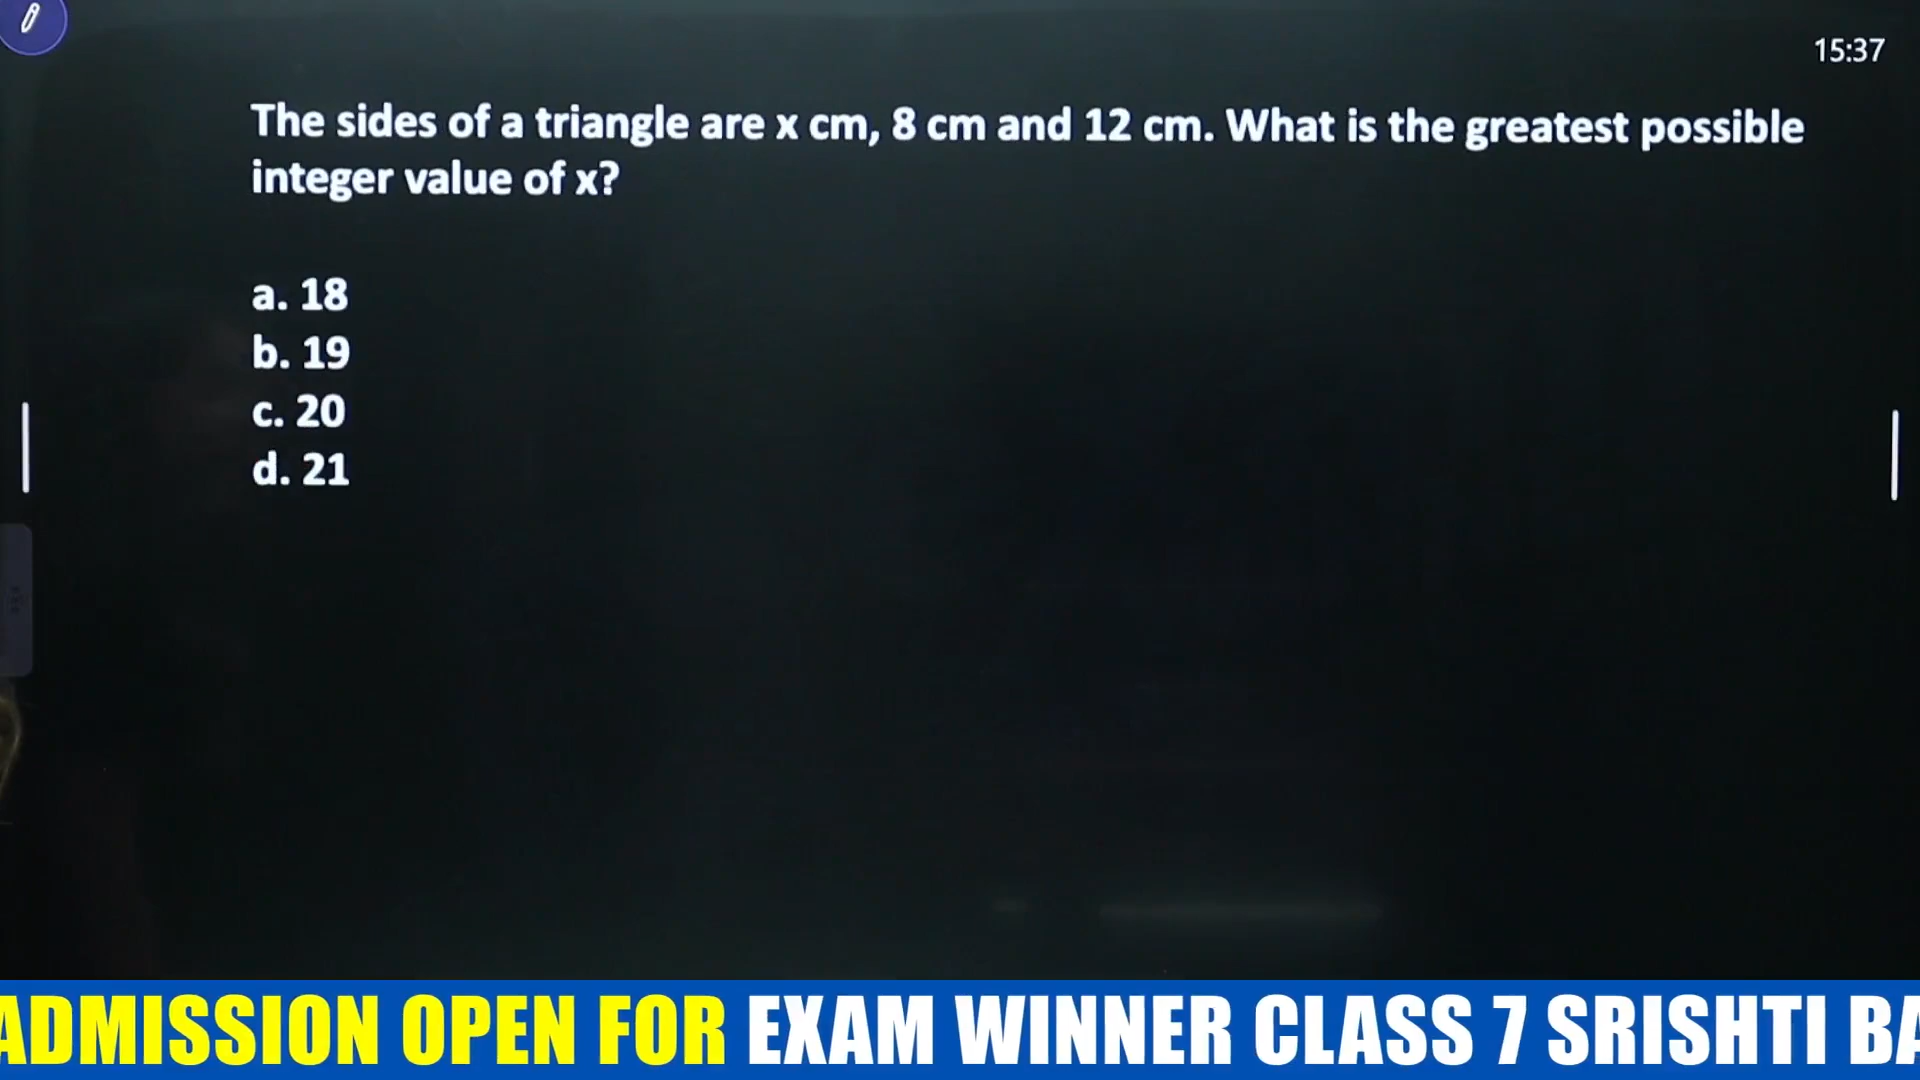 15:37
The sides of a triangle are x cm, 8 cm and 12 cm. What is the greatest possible
integer value of x?
a. 18
b. 19
c. 20
d. 21
ADMISSION OPEN FOR EXAM WINNER CLASS 7 SRISHTI BA